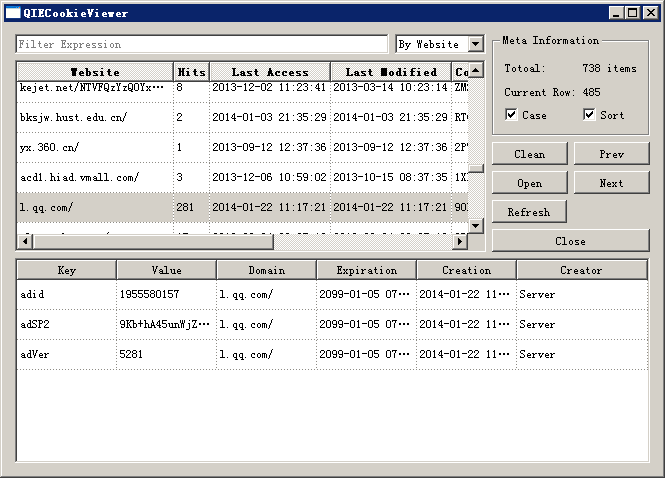 QIECookieViewer
Filter Expression By Website
Meta Information
Totoal: 738 items
Current Row: 485
Case Sort
Clean Prev
Open Next
Refresh
Close
Website Hits Last Access Last Modified Co
kejet.net/NTVFQzYzQ0Yx··· 8 2013-12-02 11:23:41 2013-03-14 10:23:14
bksjw.hust.edu.cn/ 2 2014-01-03 21:35:29 2014-01-03 21:35:29
yx.360.cn/ 1 2013-09-12 12:37:36 2013-09-12 12:37:36
acd1.hiad.vmall.com/ 3 2013-12-06 10:59:02 2013-10-15 08:37:35
l.qq.com/ 281 2014-01-22 11:17:21 2014-01-22 11:17:21
Key Value Domain Expiration Creation Creator
adid 1955580157 l.qq.com/ 2099-01-05 07··· 2014-01-22 11··· Server
adSP2 9Kb+hA45unWjZ··· l.qq.com/ 2099-01-05 07··· 2014-01-22 11··· Server
adVer 5281 l.qq.com/ 2099-01-05 07··· 2014-01-22 11··· Server